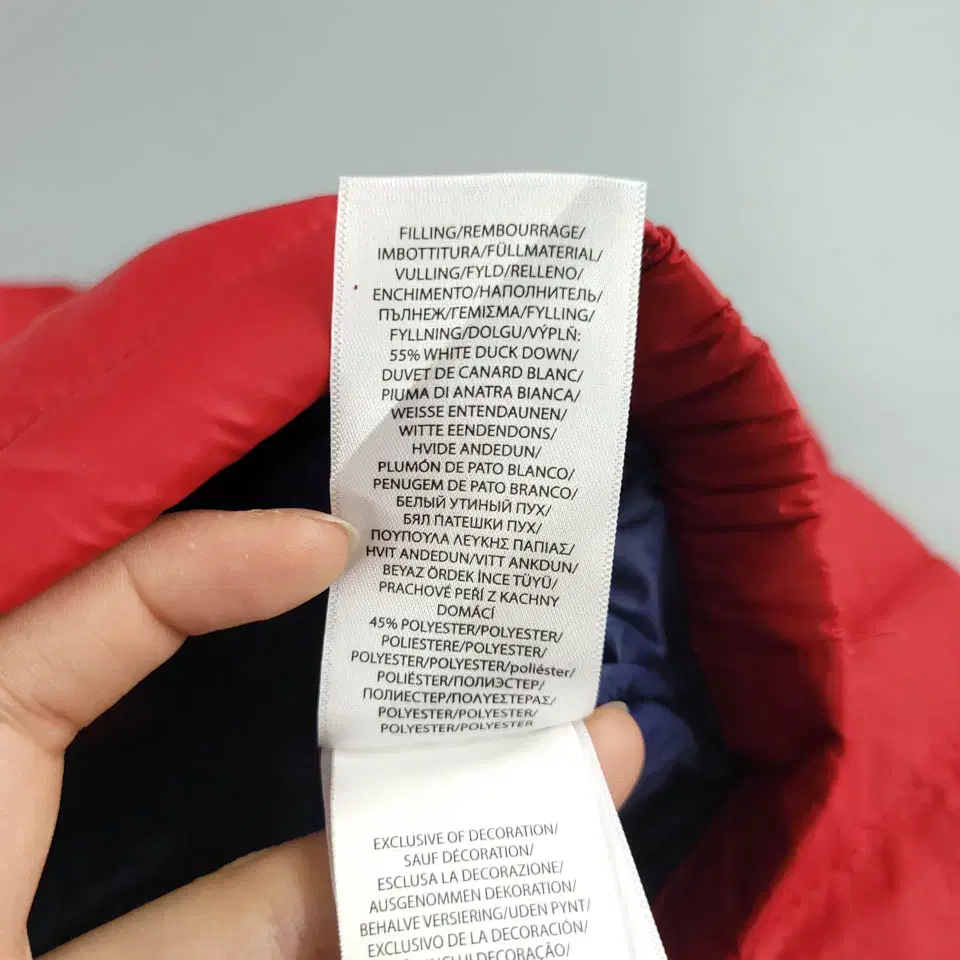 FILLING/REMBOURRAGE/
IMBOTTITURA/FÜLLMATERIAL/
VULLING/FYLD/RELLENO/
ENCHIMENTO/НАПОЛНИТЕЛЬ/
ПЪЛНЕЖ/ΓΕΜΙΣΜΑ/FYLLING/
FYLLNING/DOLGU/VÝPLŇ:
55% WHITE DUCK DOWN/
DUVET DE CANARD BLANC/
PIUMA DI ANATRA BIANCA/
WEISSE ENTENDAUNEN/
WITTE EENDENDONS/
HVIDE ANDEDUN/
PLUMÓN DE PATO BLANCO/
PENUGEM DE PATO BRANCO/
БЕЛЫЙ УТИНЫЙ ПУХ/
БЯЛ ПАТЕШКИ ПУХ/
ΠΟΥΠΟΥΛΑ ΛΕΥΚΗΣ ΠΑΠΙΑΣ/
HVIT ANDEDUN/VITT ANKDUN/
BEYAZ ÖRDEK İNCE TÜYÜ/
PRACHOVÉ PEŘÍ Z KACHNY
DOMÁCÍ
45% POLYESTER/POLYESTER/
POLIESTERE/POLYESTER/
POLYESTER/POLYESTER/poliéster/
POLIÉSTER/ПОЛИЭСТЕР/
ПОЛИЕСТЕР/ΠΟΛΥΕΣΤΕΡΑΣ/
POLYESTER/POLYESTER/
POLYESTER/POLYESTER
EXCLUSIVE OF DECORATION/
SAUF DÉCORATION/
ESCLUSA LA DECORAZIONE/
AUSGENOMMEN DEKORATION/
BEHALVE VERSIERING/UDEN PYNT/
EXCLUSIVO DE LA DECORACIÓN/
DECORAÇÃO/